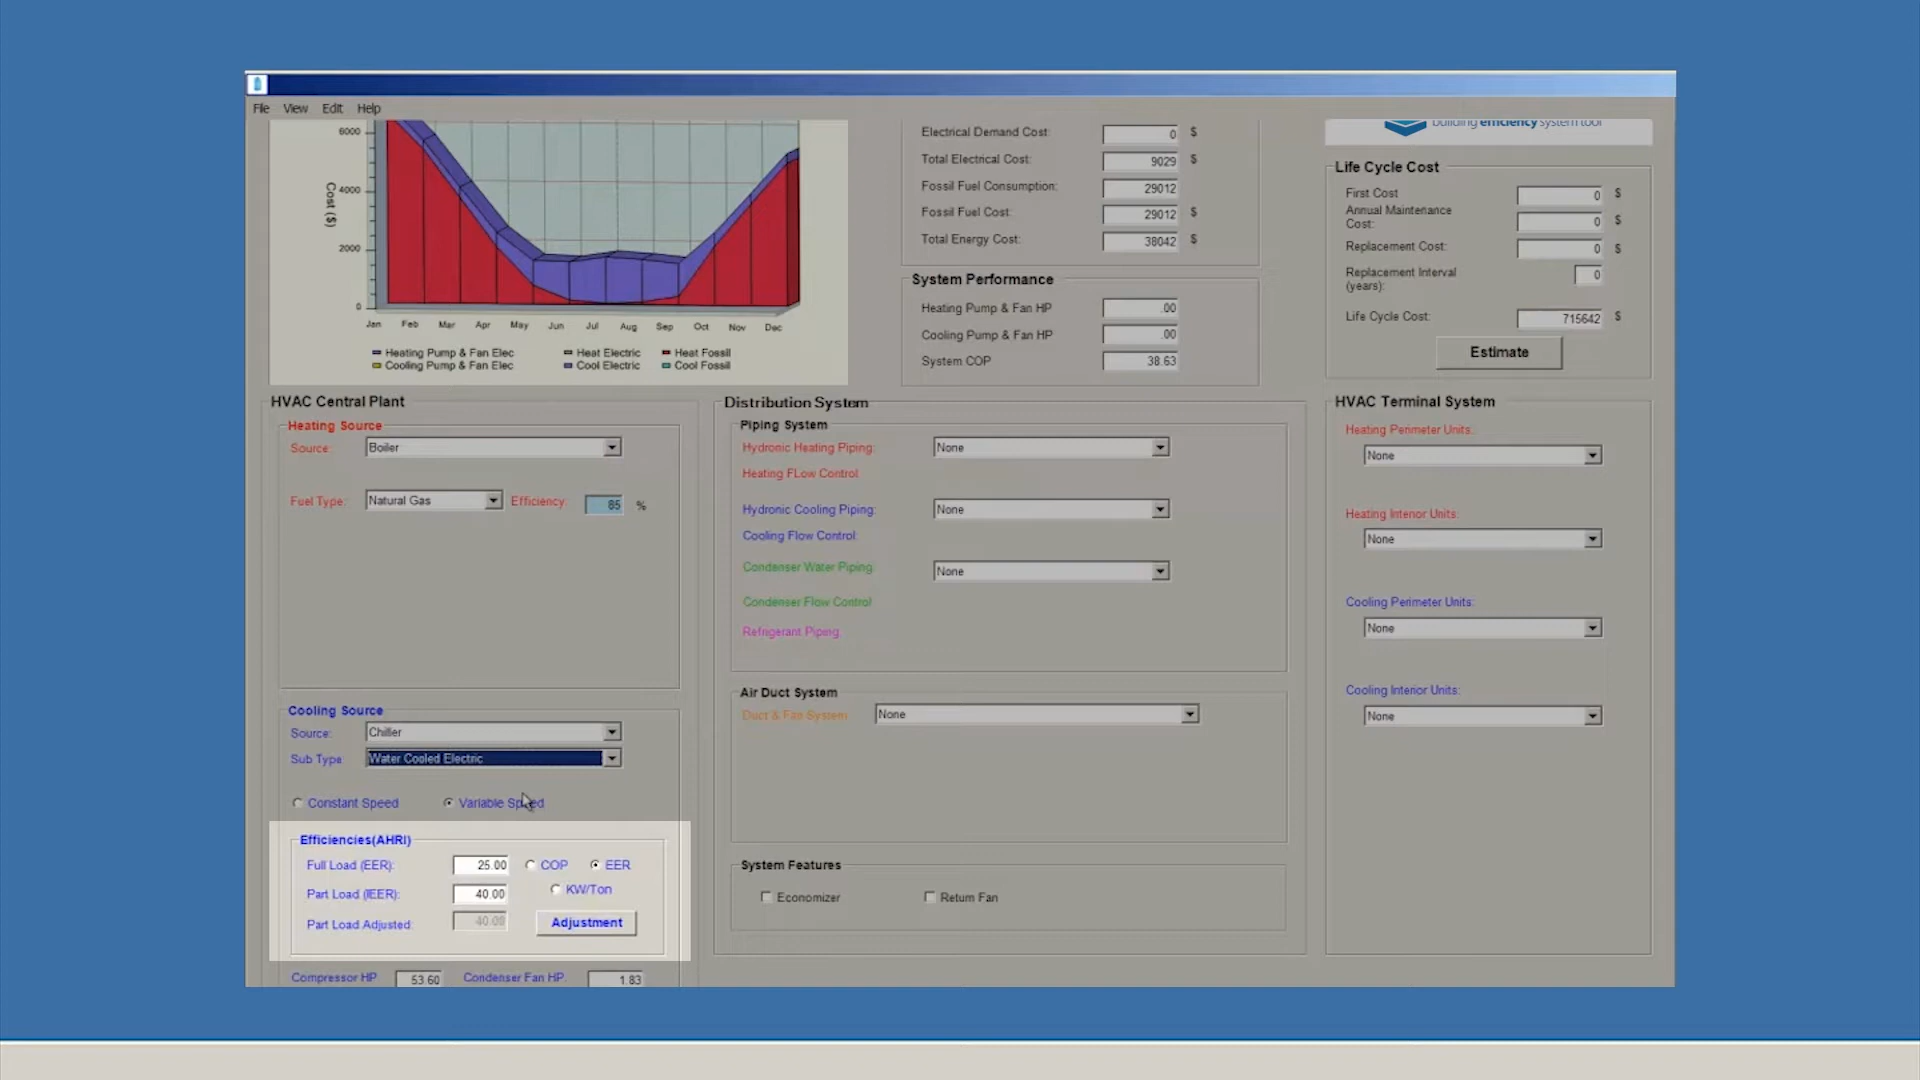 File View Edit Help
6000
4000
2000
0
Cost ($)
Jan Feb Mar Apr May Jun Jul Aug Sep Oct Nov Dec
Heating Pump & Fan Elec Heat Electric Heat Fossil
Cooling Pump & Fan Elec Cool Electric Cool Fossil
Electrical Demand Cost: 0 $
Total Electrical Cost: 9029 $
Fossil Fuel Consumption: 29012
Fossil Fuel Cost: 29012 $
Total Energy Cost: 38042 $
System Performance
Heating Pump & Fan HP .00
Cooling Pump & Fan HP .00
System COP 38.63
building efficiency system tool
Life Cycle Cost
First Cost 0 $
Annual Maintenance
Cost: 0 $
Replacement Cost: 0 $
Replacement Interval
(years): 0
Life Cycle Cost: 715642 $
Estimate
HVAC Central Plant
Heating Source
Source: Boiler
Fuel Type: Natural Gas Efficiency: 85 %
Cooling Source
Source: Chiller
Sub Type Water Cooled Electric
Constant Speed Variable Speed
Efficiencies(AHRI)
Full Load (EER): 25.00 COP EER
Part Load (IEER): 40.00 KW/Ton
Part Load Adjusted: 40.00 Adjustment
Compressor HP 53.60 Condenser Fan HP. 1.83
Distribution System
Piping System
Hydronic Heating Piping: None
Heating FLow Control
Hydronic Cooling Piping: None
Cooling Flow Control:
Condenser Water Piping: None
Condenser Flow Control
Refrigerant Piping:
Air Duct System
Duct & Fan System None
System Features
Economizer Return Fan
HVAC Terminal System
Heating Perimeter Units:
None
Heating Interior Units:
None
Cooling Perimeter Units:
None
Cooling Interior Units:
None